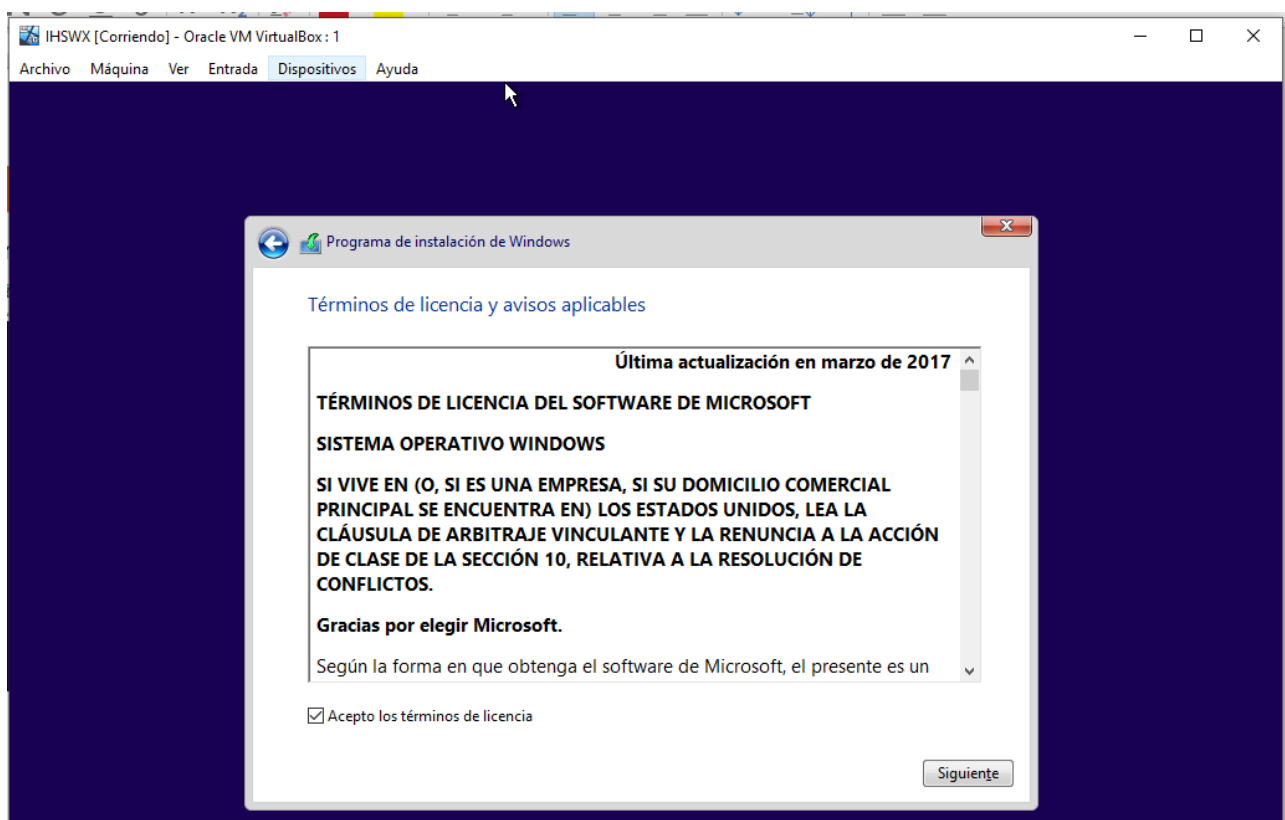 IHSWX [Corriendo] - Oracle VM VirtualBox : 1
Archivo Máquina Ver Entrada Dispositivos Ayuda
Programa de instalación de Windows
Términos de licencia y avisos aplicables
Última actualización en marzo de 2017
TÉRMINOS DE LICENCIA DEL SOFTWARE DE MICROSOFT
SISTEMA OPERATIVO WINDOWS
SI VIVE EN (O, SI ES UNA EMPRESA, SI SU DOMICILIO COMERCIAL
PRINCIPAL SE ENCUENTRA EN) LOS ESTADOS UNIDOS, LEA LA
CLÁUSULA DE ARBITRAJE VINCULANTE Y LA RENUNCIA A LA ACCIÓN
DE CLASE DE LA SECCIÓN 10, RELATIVA A LA RESOLUCIÓN DE
CONFLICTOS.
Gracias por elegir Microsoft.
Según la forma en que obtenga el software de Microsoft, el presente es un
Acepto los términos de licencia
Siguiente